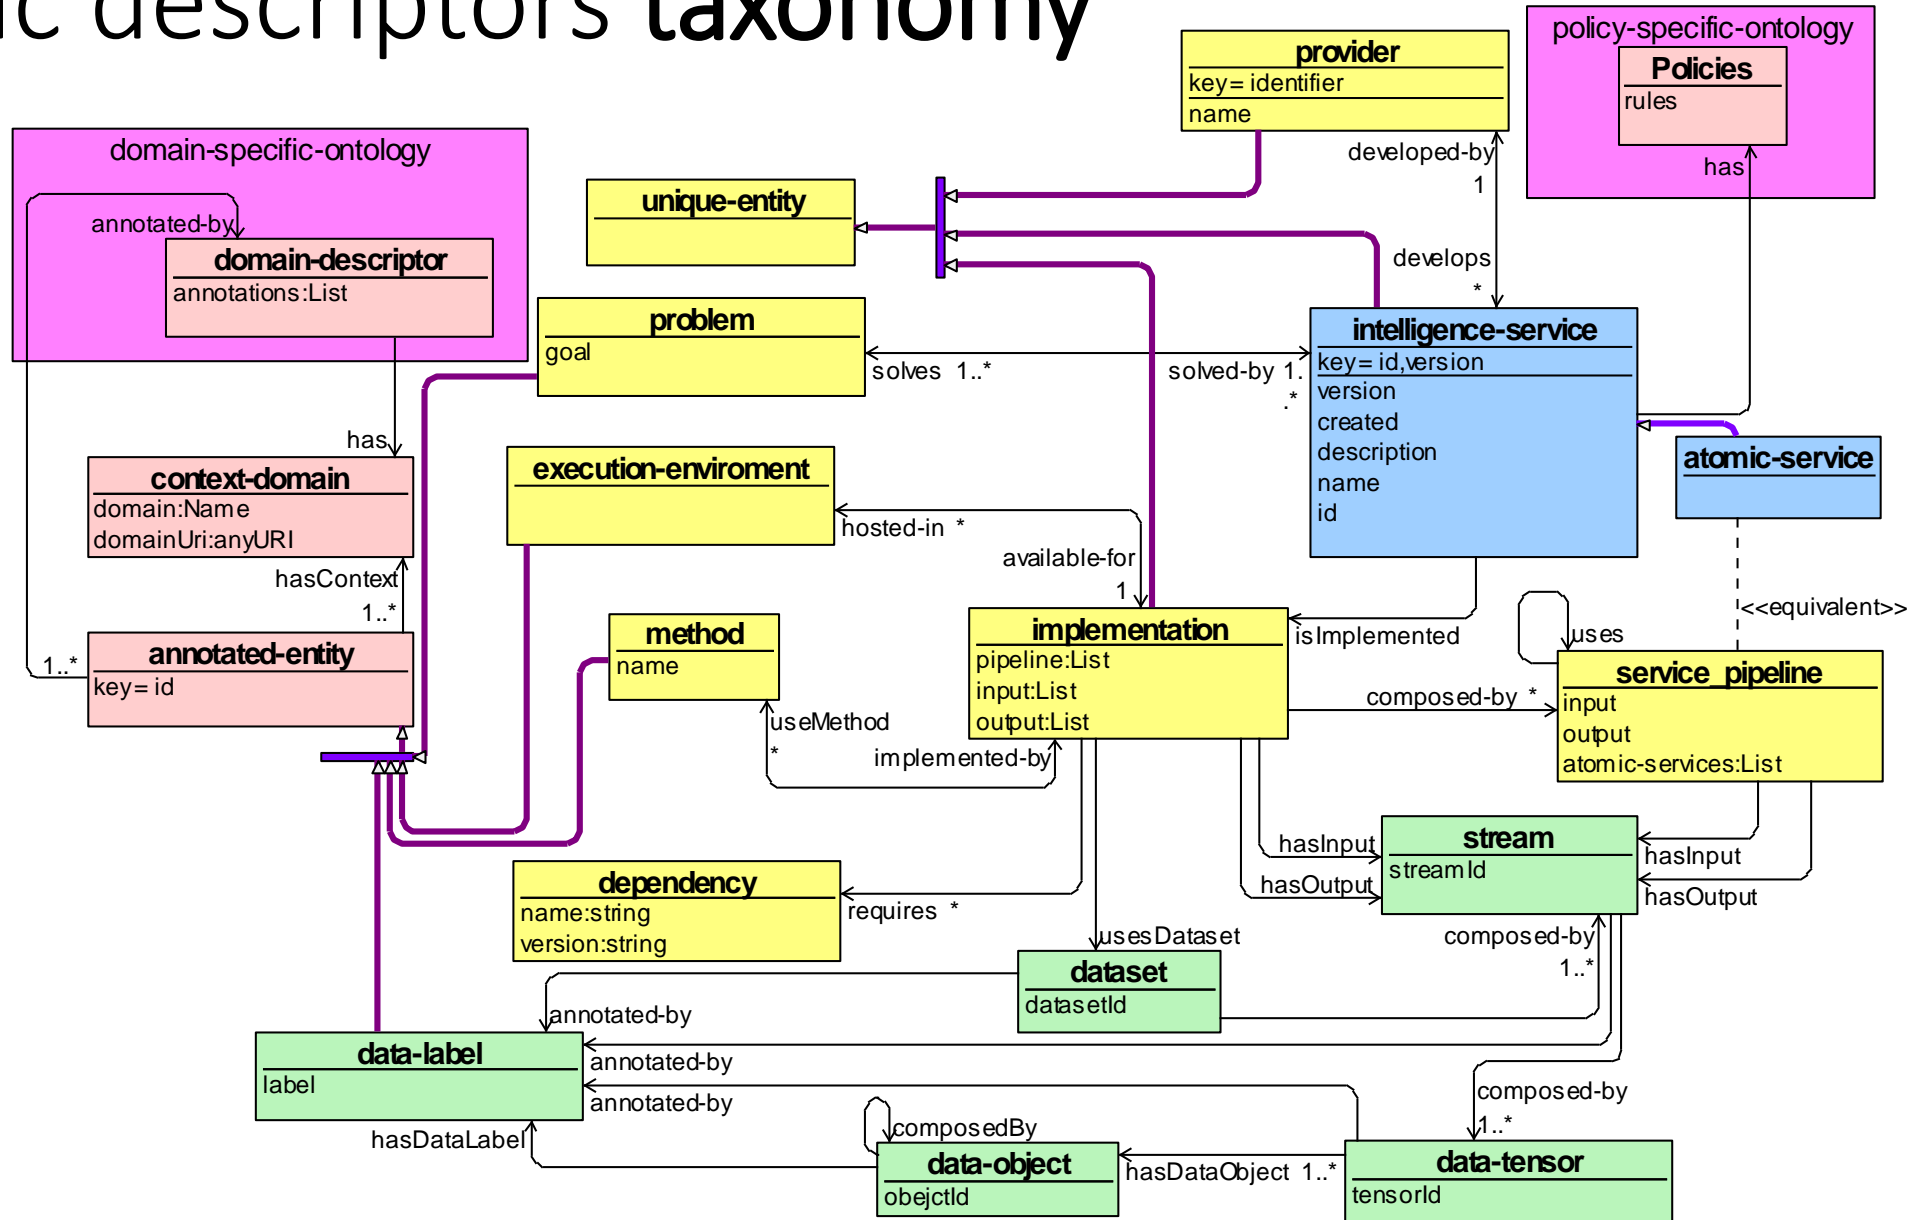 ic descriptors taxonomy
policy-specific-ontology
Policies
rules
has
provider
key= identifier
name
developed-by
1
develops
*
domain-specific-ontology
annotated-by
domain-descriptor
annotations:List
has
unique-entity
problem
goal
solves 1..*
solved-by 1.
.*
intelligence-service
key= id,version
version
created
description
name
id
atomic-service
<<equivalent>>
context-domain
domain:Name
domainUri:anyURI
hasContext
1..*
annotated-entity
key= id
1..*
execution-enviroment
hosted-in *
available-for
1
method
name
useMethod
*
implemented-by
implementation
pipeline:List
input:List
output:List
isImplemented
composed-by *
uses
service_pipeline
input
output
atomic-services:List
hasInput
hasOutput
stream
streamId
hasInput
hasOutput
dependency
name:string
version:string
requires *
usesDataset
dataset
datasetId
composed-by
1..*
annotated-by
data-label
label
annotated-by
annotated-by
hasDataLabel
composedBy
data-object
obejctId
hasDataObject 1..*
composed-by
1..*
data-tensor
tensorId